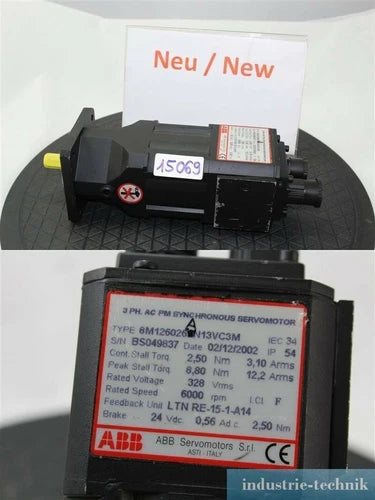 Neu / New
15069
3 PH. AC PM SYNCHRONOUS SERVOMOTOR
TYPE 8M126026 N13VC3M IEC 34
S/N BS049837 Date 02/12/2002 IP 54
Cont.Stall Torq. 2,50 Nm 3,10 Arms
Peak Stall Torq. 8,80 Nm 12,2 Arms
Rated Voltage 328 Vrms
Rated Speed 6000 rpm I.Cl F
Feedback Unit LTN RE-15-1-A14
Brake 24 Vdc 0,56 Adc. 2,50 Nm
ABB ABB Servomotors S.r.l.
ASTI - ITALY
industrie-technik